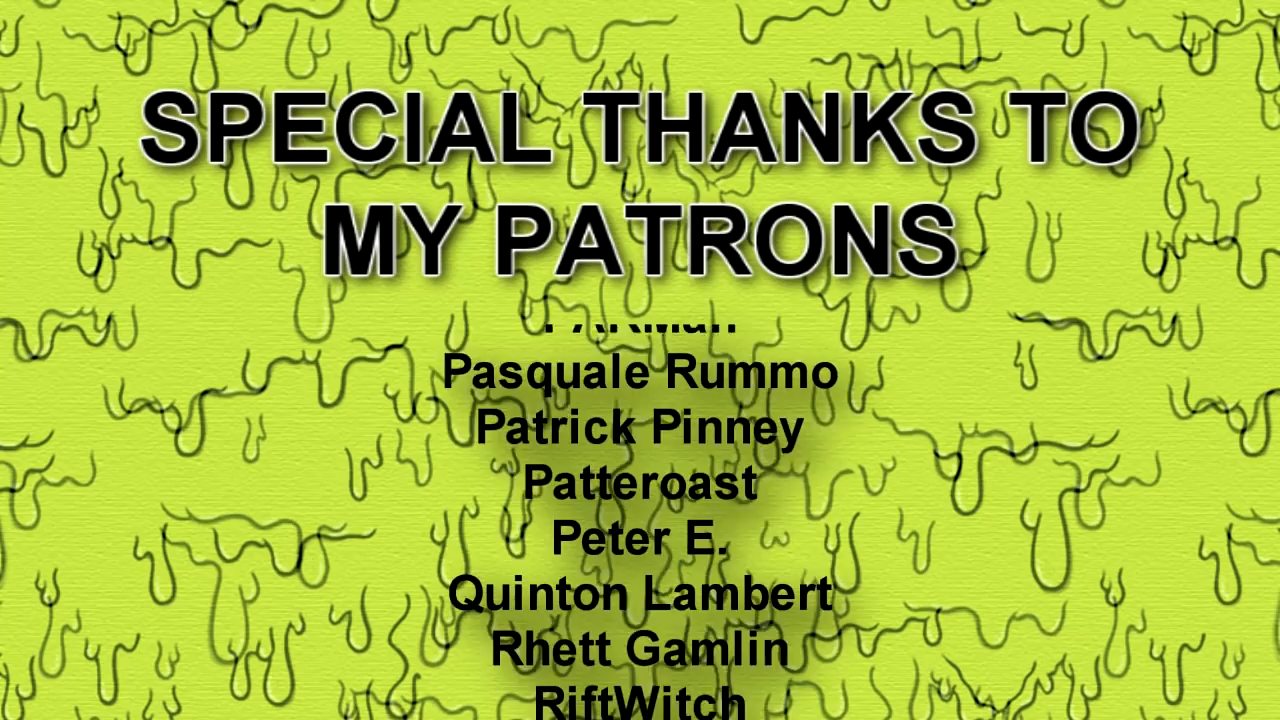 SPECIAL THANKS TO
MY PATRONS
Pasquale Rummo
Patrick Pinney
Patteroast
Peter E.
Quinton Lambert
Rhett Gamlin
RiftWitch